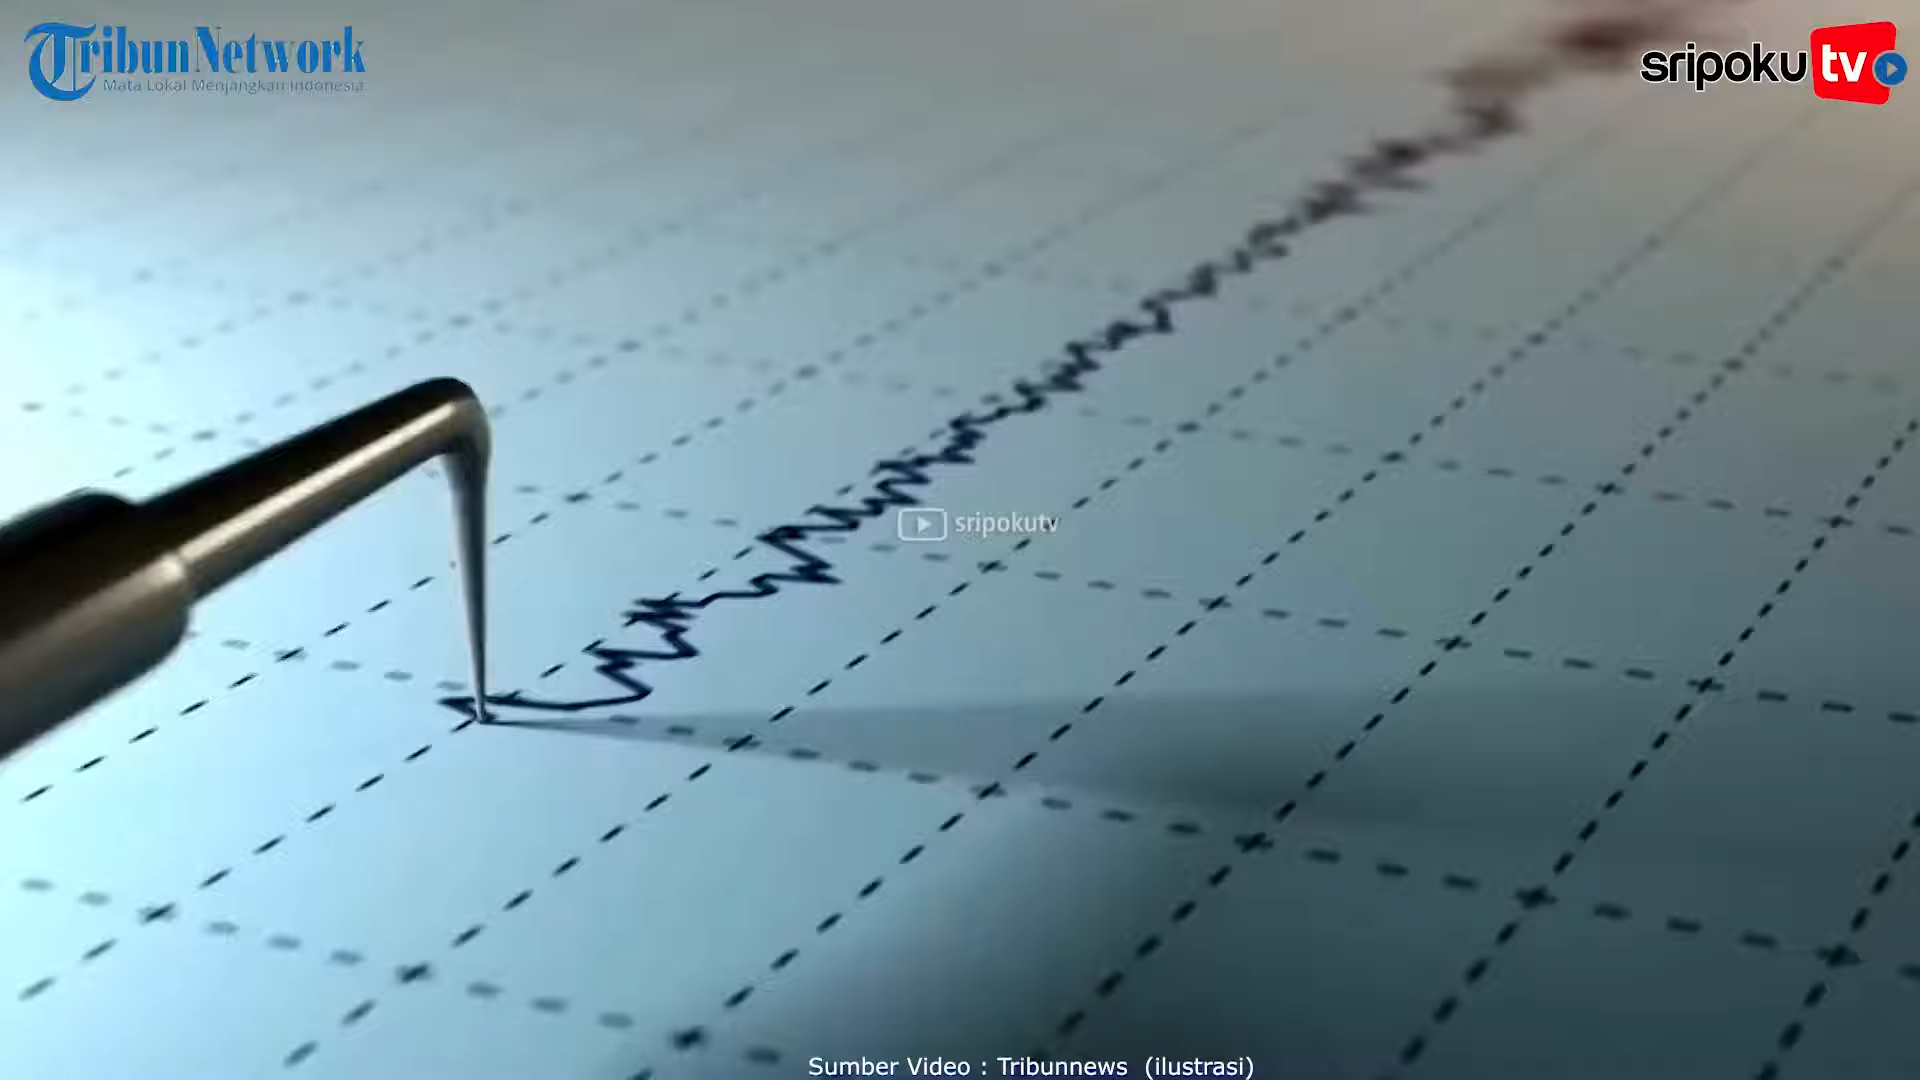 TribunNetwork
Mata Lokal Menjangkau Indonesia
sripoku tv
sripokutv
Sumber Video : Tribunnews (ilustrasi)